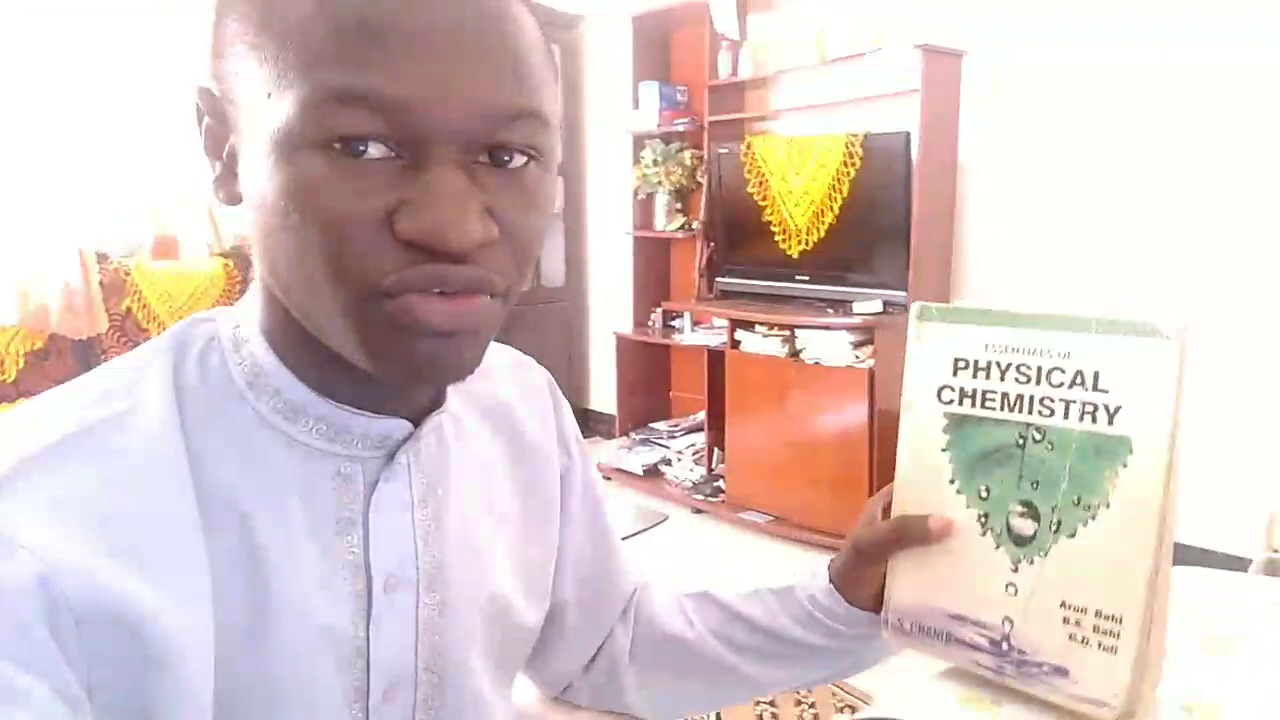 ESSENTIALS OF
PHYSICAL
CHEMISTRY
Arun Bahl
B.S. Bahl
G.D. Tuli
S. CHAND